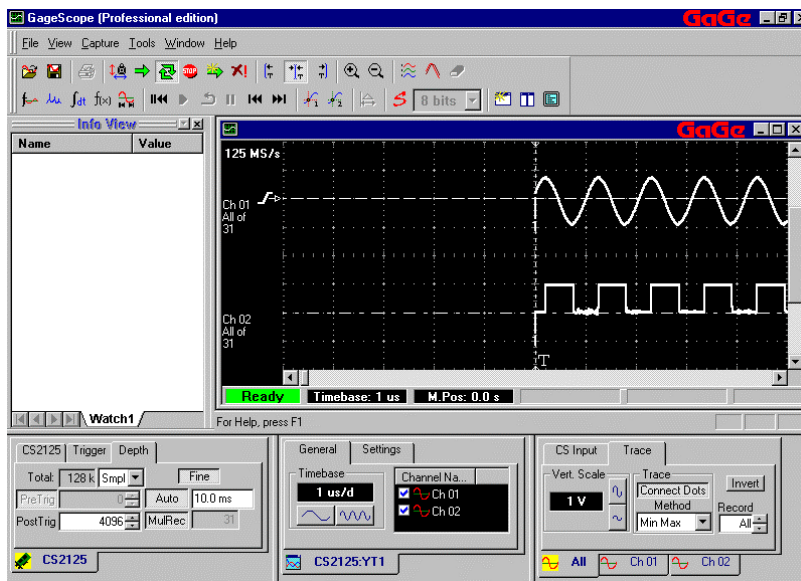 GageScope (Professional edition) GaGe
File View Capture Tools Window Help
STOP
∫dt f(x) 8 bits
Info View
Name Value
GaGe
125 MS/s
Ch 01
All of
31
Ch 02
All of
31
T
Ready Timebase: 1 us M.Pos: 0.0 s
Watch1
For Help, press F1
CS2125 Trigger Depth
Total: 128 k Smpl Fine
PreTrig 0 Auto 10.0 ms
PostTrig 4096 MulRec 31
CS2125
General Settings
Timebase
1 us/d
Channel Na...
Ch 01
Ch 02
CS2125:YT1
CS Input Trace
Vert. Scale
1 V
Trace
Connect Dots
Method
Min Max
Invert
Record
All
All Ch 01 Ch 02